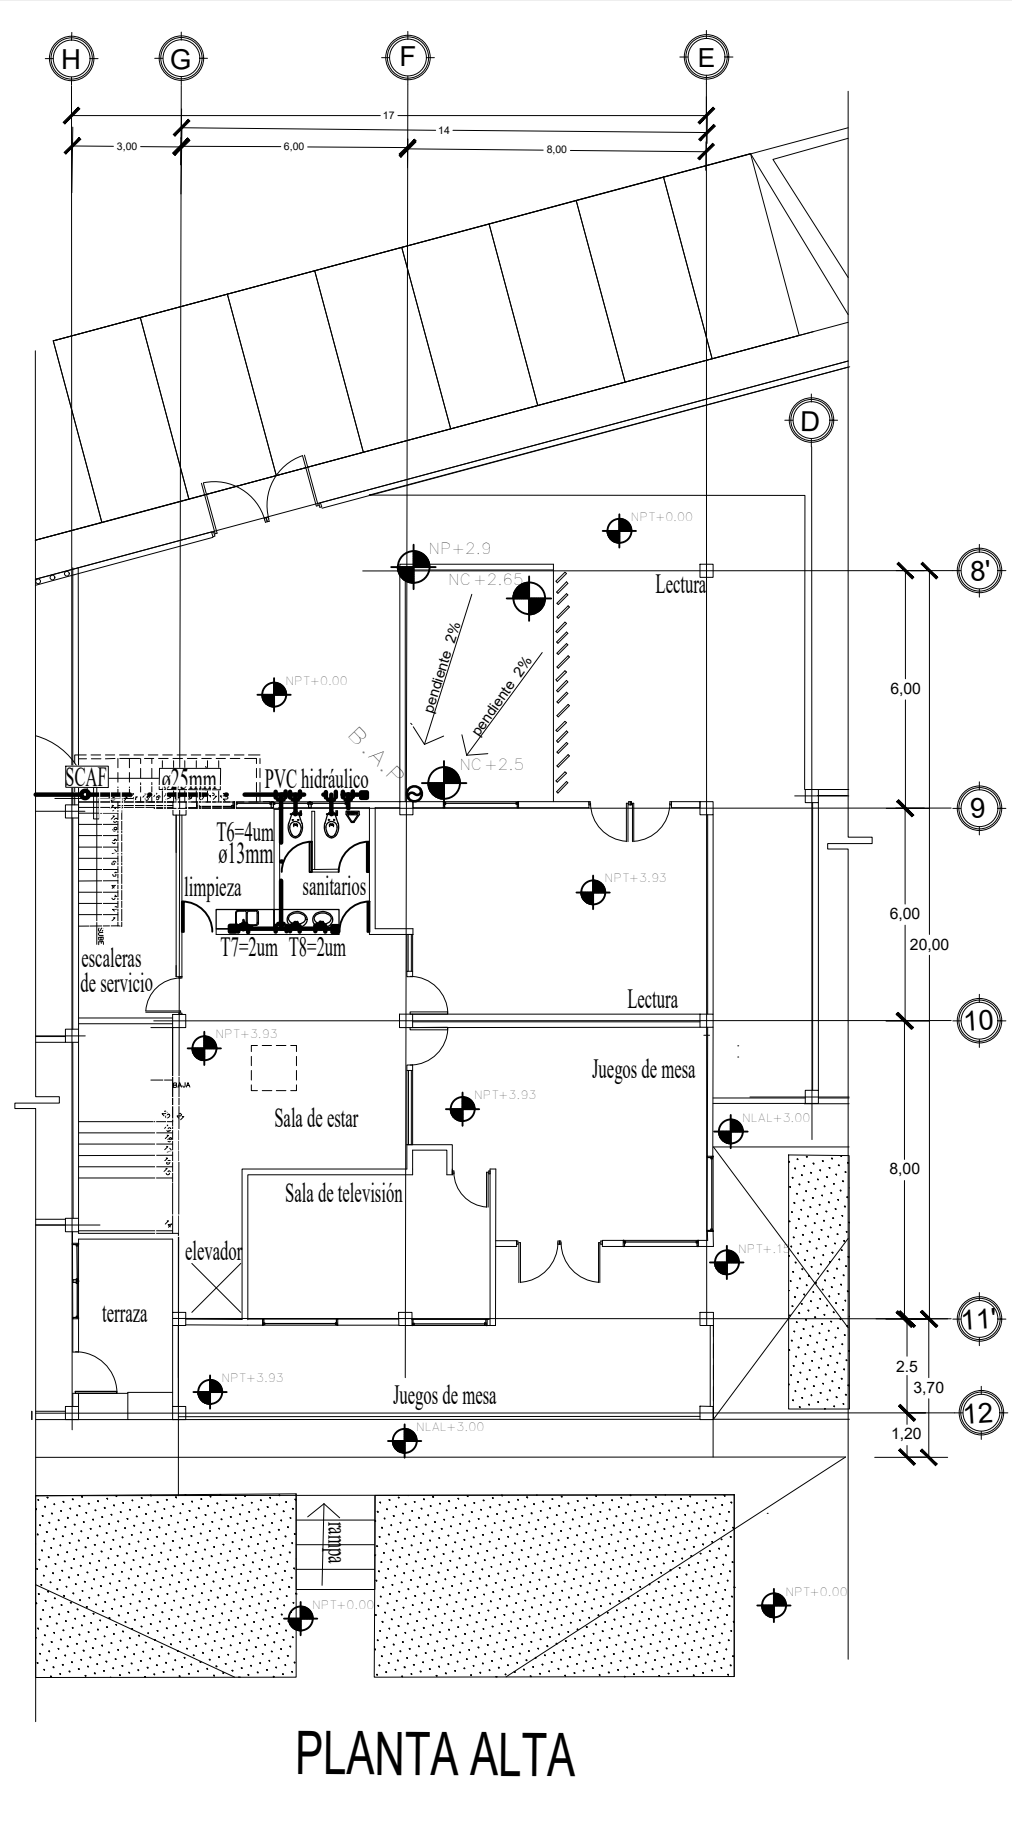 H G F E
17
14
3,00 6,00 8,00
D
NPT+0.00
NP+2.9
8'
NC+2.65
Lectura
pendiente 2%
pendiente 2%
NPT+0.00
6,00
B.A.P
NC+2.5
SCAF
ø25mm
PVC hidráulico
9
T6=4um
ø13mm
limpieza
sanitarios
NPT+3.93
6,00
20,00
SUBE
T7=2um T8=2um
escaleras
de servicio
Lectura
10
NPT+3.93
Juegos de mesa
BAJA
NPT+3.93
Sala de estar
NLAL+3.00
8,00
Sala de televisión
elevador
NPT+.15
terraza
11'
2.5
3,70
NPT+3.93
Juegos de mesa
12
NLAL+3.00
1,20
rampa
NPT+0.00
NPT+0.00
PLANTA ALTA